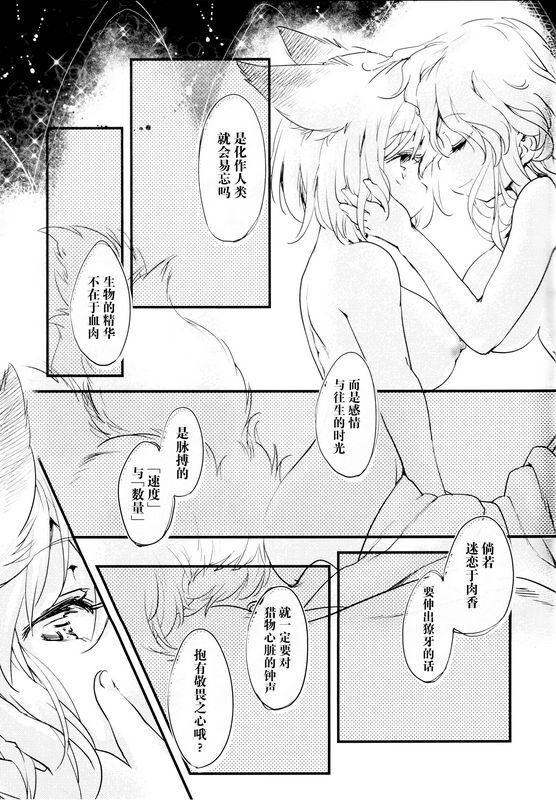 是化作人类
就会易忘吗
生物的精华
不在于血肉
而是感情
与往生的时光
是脉搏的
「速度」
与「数量」
倘若
迷恋于肉香
要伸出獠牙的话
就一定要对
猎物心脏的钟声
抱有敬畏之心哦？